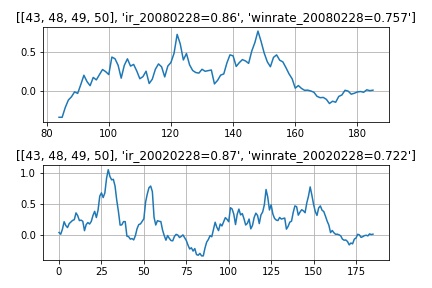 [[43, 48, 49, 50], 'ir_20080228=0.86', 'winrate_20080228=0.757']
0.5
0.0
80 100 120 140 160 180
[[43, 48, 49, 50], 'ir_20020228=0.87', 'winrate_20020228=0.722']
1.0
0.5
0.0
0 25 50 75 100 125 150 175